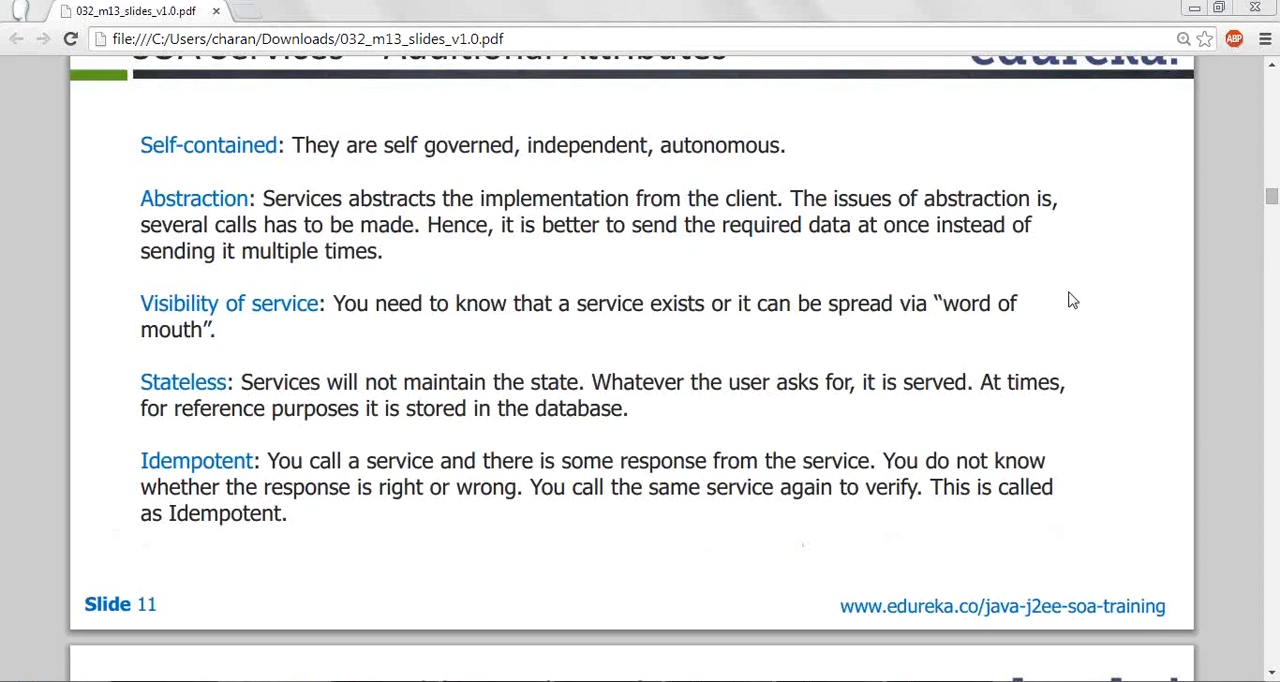 032_m13_slides_v1.0.pdf
file:///C:/Users/charan/Downloads/032_m13_slides_v1.0.pdf
ABP
SOA Services – Additional Attributes
edureka!
Self-contained: They are self governed, independent, autonomous.
Abstraction: Services abstracts the implementation from the client. The issues of abstraction is,
several calls has to be made. Hence, it is better to send the required data at once instead of
sending it multiple times.
Visibility of service: You need to know that a service exists or it can be spread via “word of
mouth”.
Stateless: Services will not maintain the state. Whatever the user asks for, it is served. At times,
for reference purposes it is stored in the database.
Idempotent: You call a service and there is some response from the service. You do not know
whether the response is right or wrong. You call the same service again to verify. This is called
as Idempotent.
Slide 11
www.edureka.co/java-j2ee-soa-training